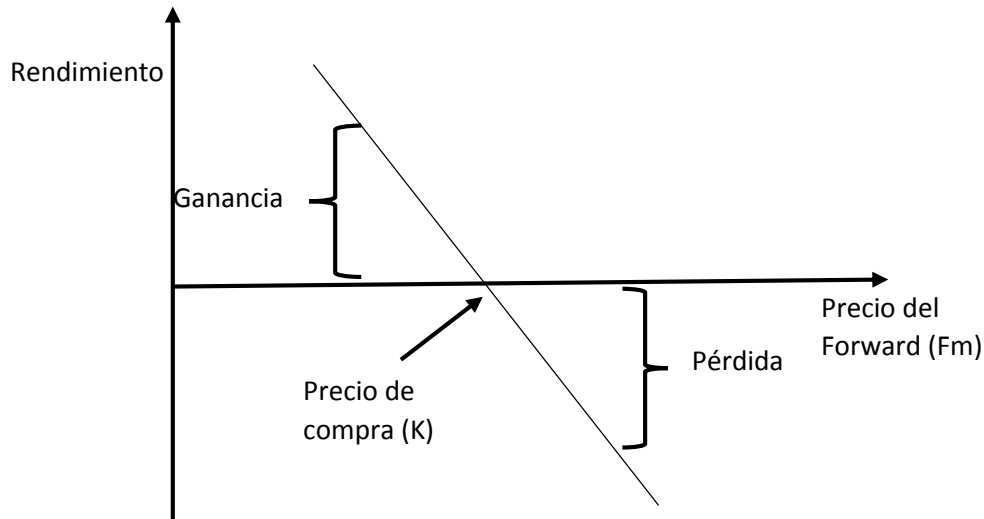 Rendimiento
Ganancia
Precio del
Forward (Fm)
Pérdida
Precio de
compra (K)